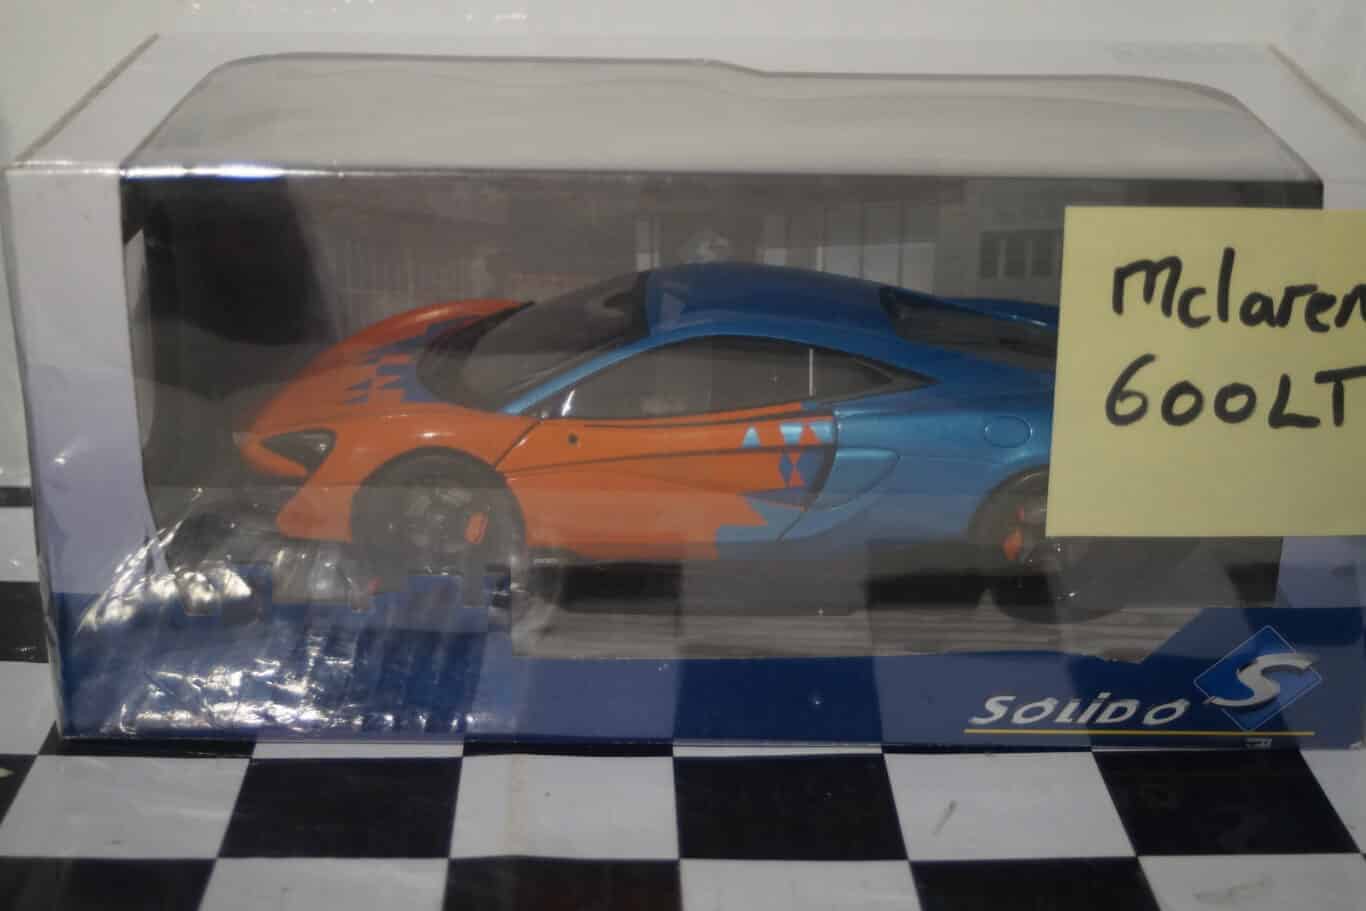 Mclaren
600LT
SOLIDO
S